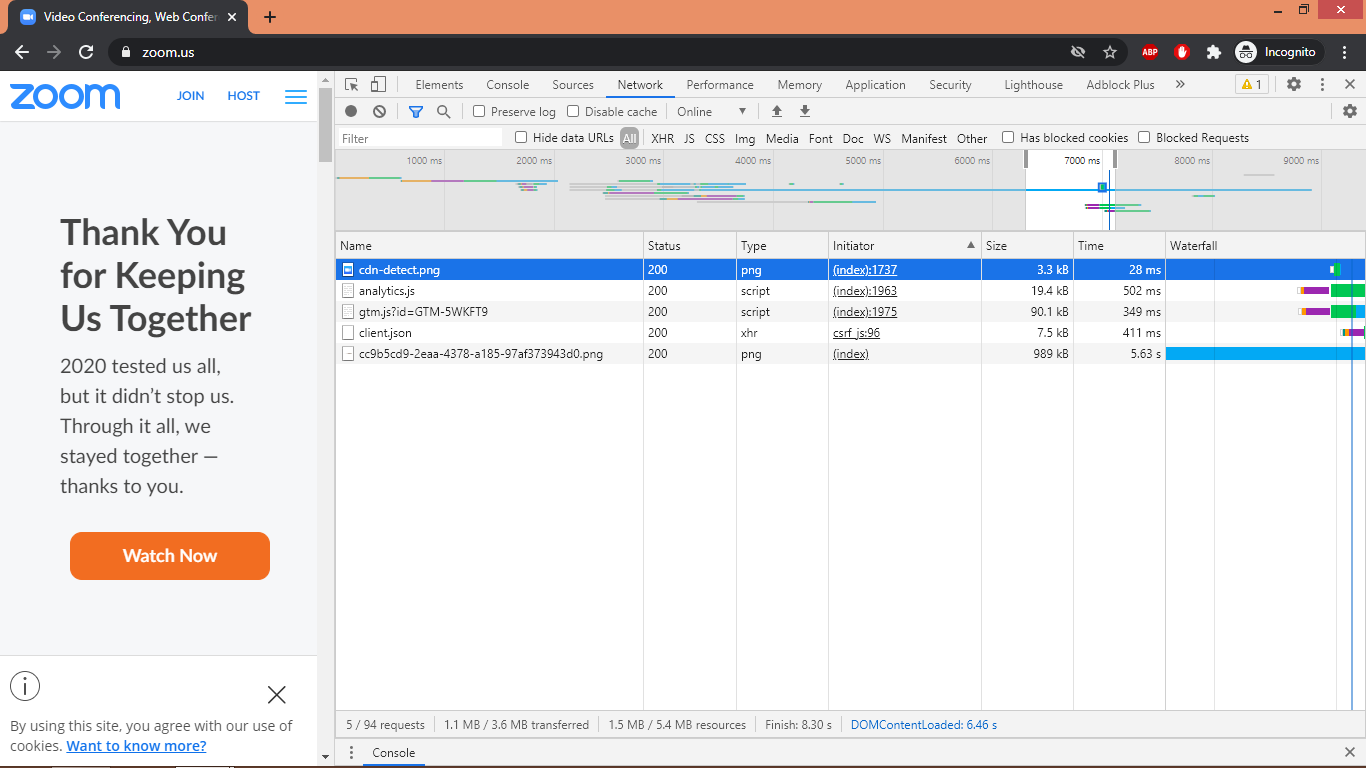 Video Conferencing, Web Confer
zoom.us
ABP
Incognito
zoom
JOIN
HOST
Thank You
for Keeping
Us Together
2020 tested us all,
but it didn’t stop us.
Through it all, we
stayed together —
thanks to you.
Watch Now
By using this site, you agree with our use of
cookies. Want to know more?
Elements Console Sources Network Performance Memory Application Security Lighthouse Adblock Plus » 1
Preserve log Disable cache Online
Filter Hide data URLs All XHR JS CSS Img Media Font Doc WS Manifest Other Has blocked cookies Blocked Requests
1000 ms 2000 ms 3000 ms 4000 ms 5000 ms 6000 ms 7000 ms 8000 ms 9000 ms
Name Status Type Initiator Size Time Waterfall
cdn-detect.png 200 png (index):1737 3.3 kB 28 ms
analytics.js 200 script (index):1963 19.4 kB 502 ms
gtm.js?id=GTM-5WKFT9 200 script (index):1975 90.1 kB 349 ms
client.json 200 xhr csrf_js:96 7.5 kB 411 ms
cc9b5cd9-2eaa-4378-a185-97af373943d0.png 200 png (index) 989 kB 5.63 s
5 / 94 requests 1.1 MB / 3.6 MB transferred 1.5 MB / 5.4 MB resources Finish: 8.30 s DOMContentLoaded: 6.46 s
Console